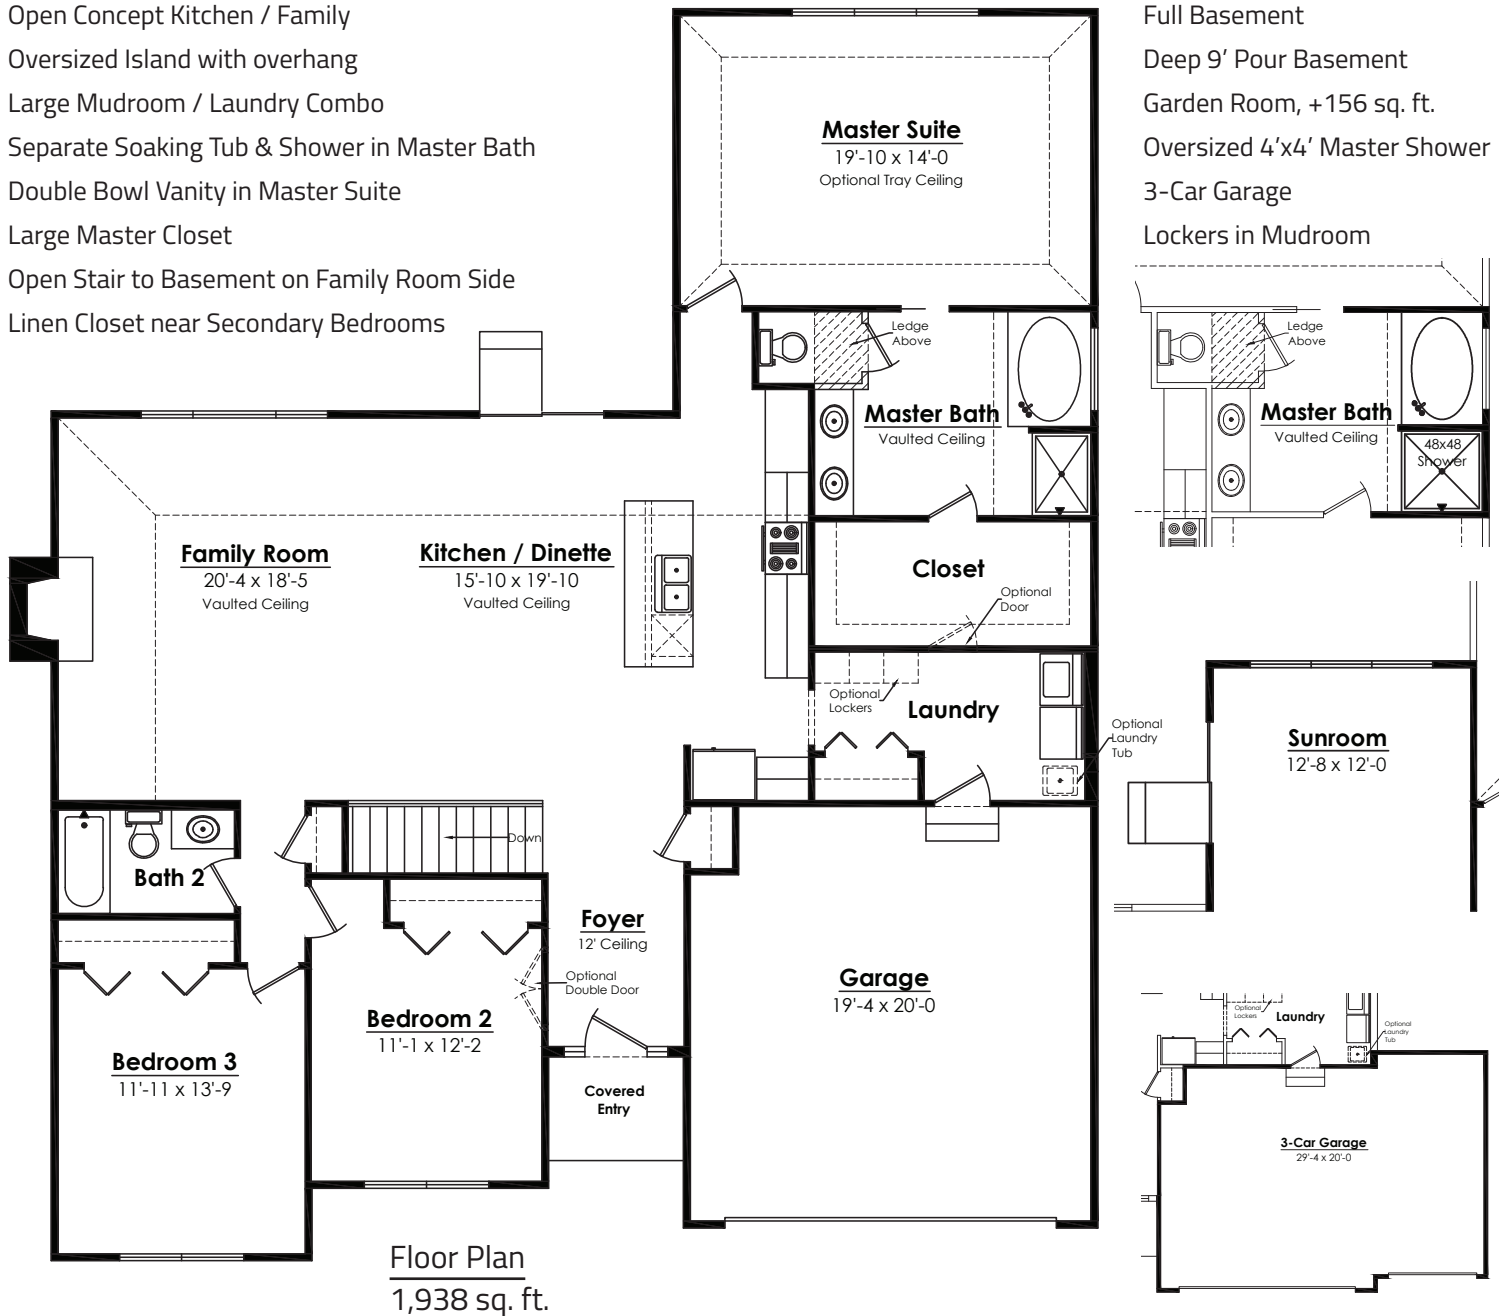 Open Concept Kitchen / Family
Oversized Island with overhang
Large Mudroom / Laundry Combo
Separate Soaking Tub & Shower in Master Bath
Double Bowl Vanity in Master Suite
Large Master Closet
Open Stair to Basement on Family Room Side
Linen Closet near Secondary Bedrooms
Full Basement
Deep 9' Pour Basement
Garden Room, +156 sq. ft.
Oversized 4'x4' Master Shower
3-Car Garage
Lockers in Mudroom
Master Suite
19'-10 x 14'-0
Optional Tray Ceiling
Ledge
Above
Master Bath
Vaulted Ceiling
Family Room
20'-4 x 18'-5
Vaulted Ceiling
Kitchen / Dinette
15'-10 x 19'-10
Vaulted Ceiling
Closet
Optional
Door
Optional
Lockers
Laundry
Optional
Laundry
Tub
Down
Bath 2
Foyer
12' Ceiling
Optional
Double Door
Bedroom 2
11'-1 x 12'-2
Bedroom 3
11'-11 x 13'-9
Covered
Entry
Garage
19'-4 x 20'-0
Floor Plan
1,938 sq. ft.
Ledge
Above
Master Bath
Vaulted Ceiling
48x48
Shower
Sunroom
12'-8 x 12'-0
Optional
Lockers
Laundry
Optional
Laundry
Tub
3-Car Garage
29'-4 x 20'-0